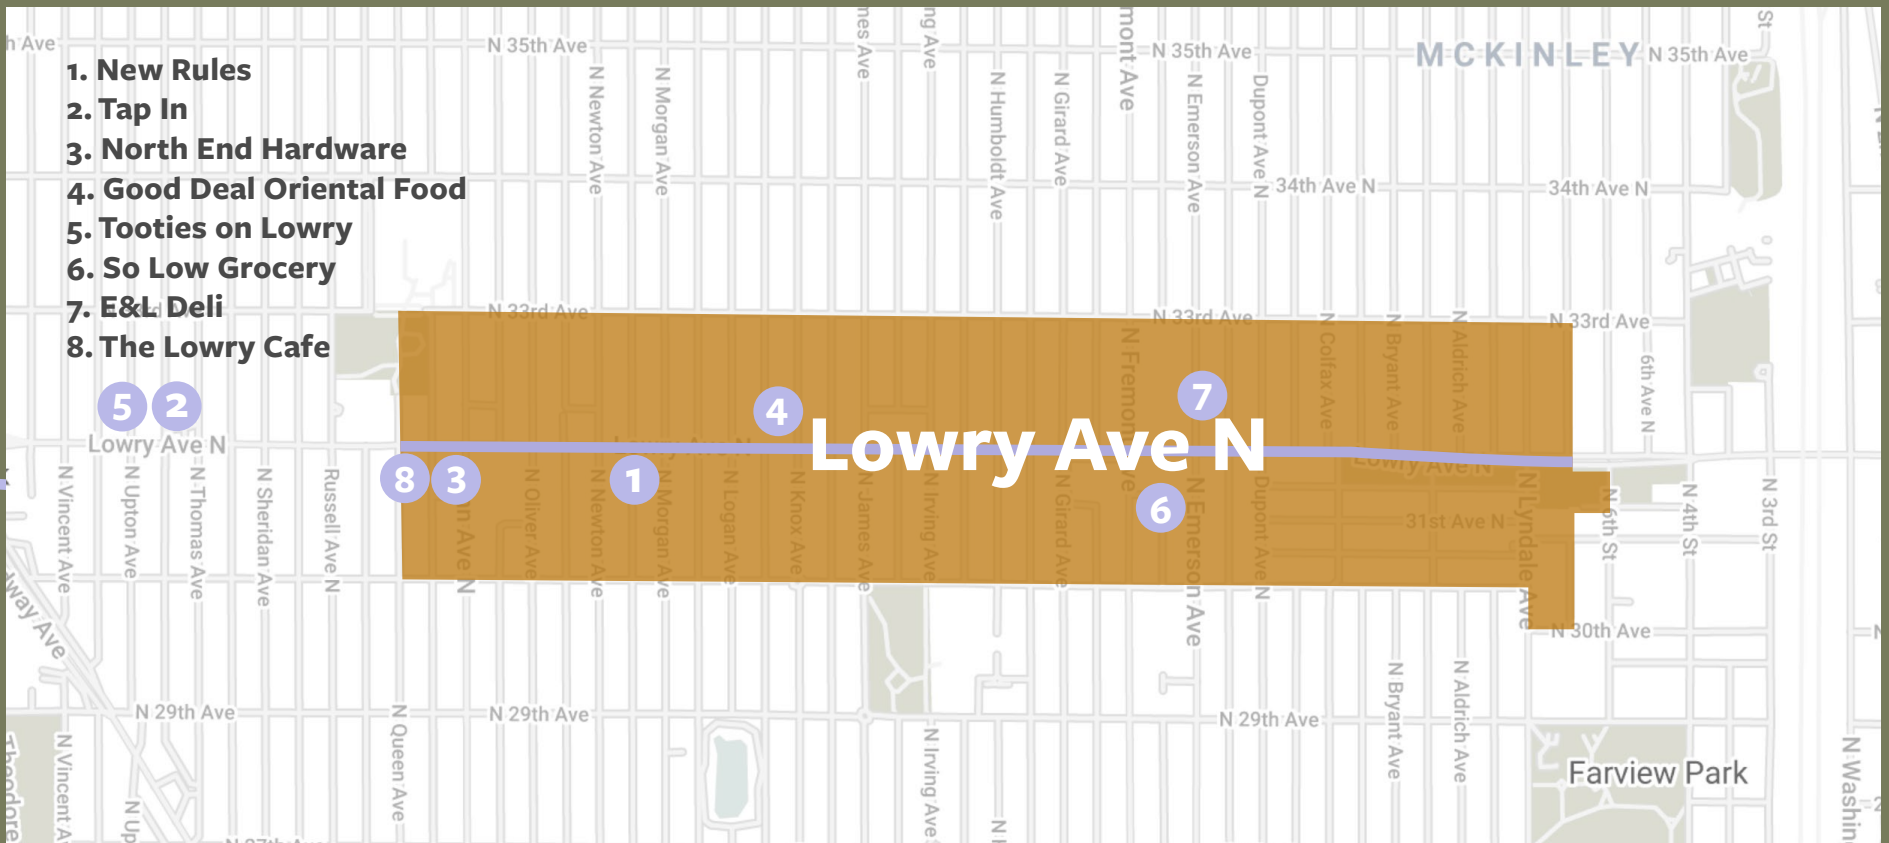 1. New Rules
2. Tap In
3. North End Hardware
4. Good Deal Oriental Food
5. Tooties on Lowry
6. So Low Grocery
7. E&L Deli
8. The Lowry Cafe
N 35th Ave
N 35th Ave
MCKINLEY
N 35th Ave
N Newton Ave
N Morgan Ave
N Humboldt Ave
N Girard Ave
N Emerson Ave
Dupont Ave N
34th Ave N
34th Ave N
N 33rd Ave
N 33rd Ave
N 33rd Ave
N Colfax Ave
N Bryant Ave
N Aldrich Ave
6th Ave N
5
2
4
7
Lowry Ave N
Lowry Ave N
Lowry Ave N
Lowry Ave N
8
3
1
6
N Vincent Ave
N Upton Ave
N Thomas Ave
N Sheridan Ave
Russell Ave N
N Oliver Ave
N Newton Ave
N Morgan Ave
N Logan Ave
N Knox Ave
N James Ave
N Irving Ave
N Girard Ave
N Emerson Ave
Dupont Ave N
31st Ave N
N Lyndale Ave
N 6th St
N 4th St
N 3rd St
N 30th Ave
N 29th Ave
N 29th Ave
N 29th Ave
N Queen Ave
N Irving Ave
N Bryant Ave
N Aldrich Ave
Farview Park